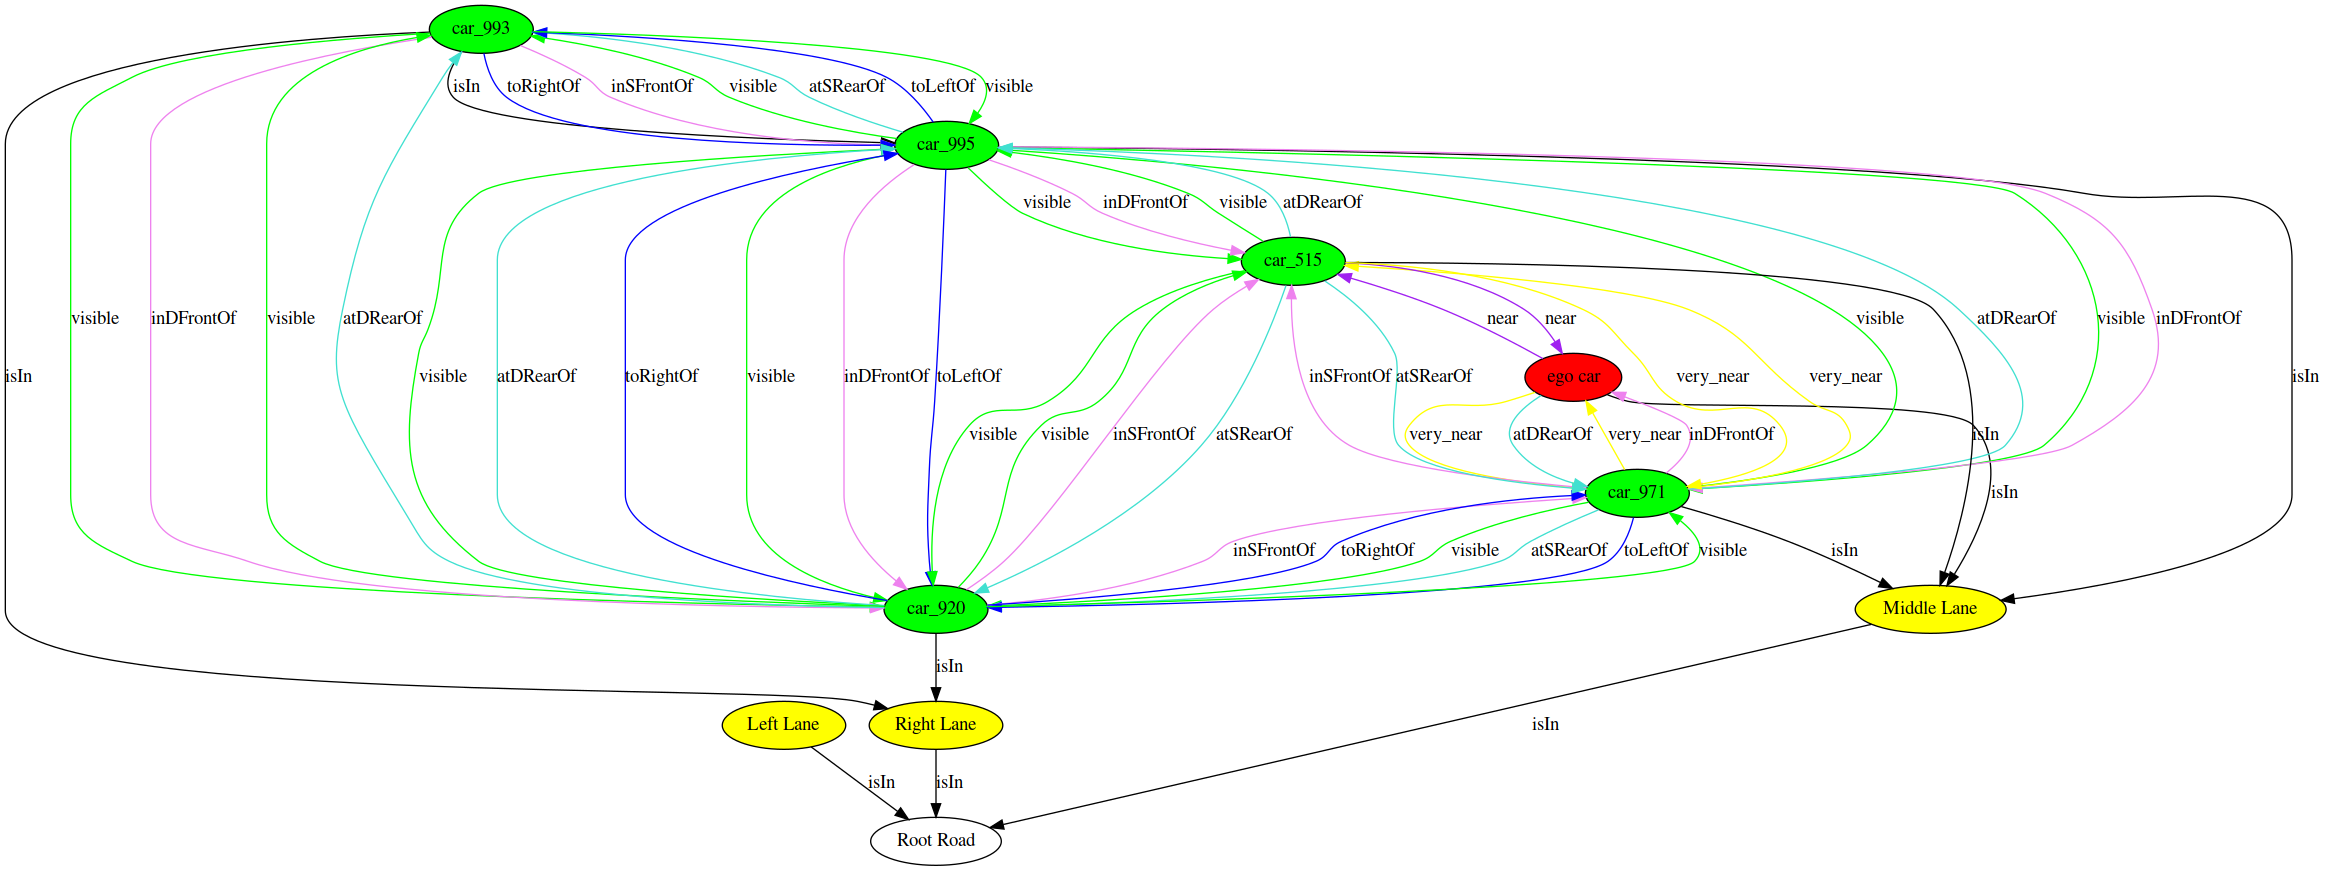 car_993
isIn toRightOf inSFrontOf visible atSRearOf toLeftOf visible
car_995
visible inDFrontOf visible atDRearOf
car_515
visible inDFrontOf visible atDRearOf near near visible atDRearOf visible inDFrontOf
isIn visible atDRearOf toRightOf visible inDFrontOf toLeftOf inSFrontOf atSRearOf ego car very_near very_near isIn
visible visible inSFrontOf atSRearOf very_near atDRearOf very_near inDFrontOf isIn
car_971 isIn
inSFrontOf toRightOf visible atSRearOf toLeftOf visible isIn
car_920 Middle Lane
isIn
Left Lane Right Lane isIn
isIn isIn
Root Road